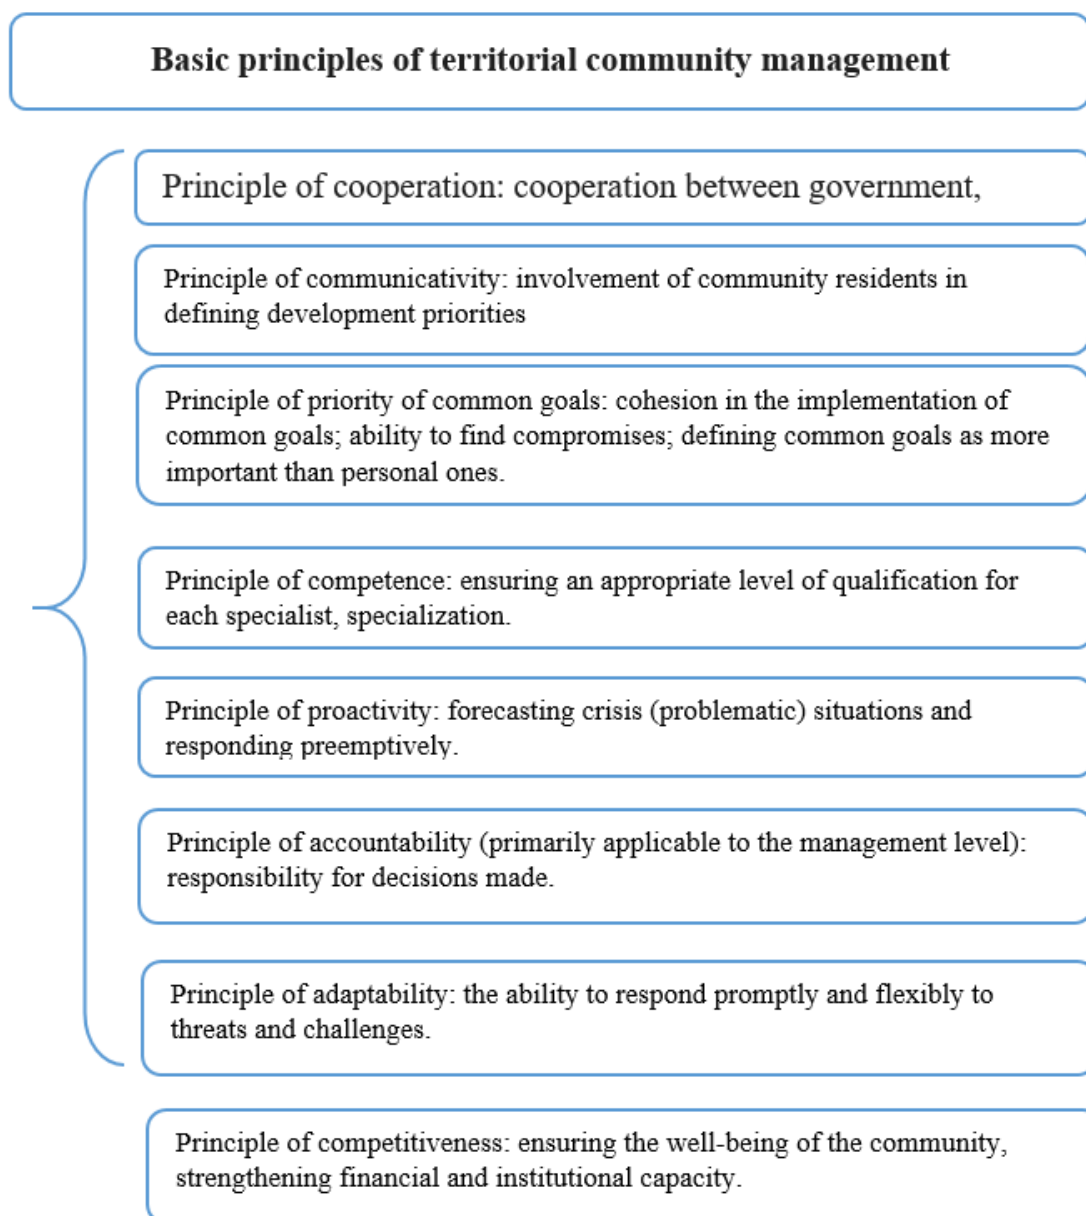 Basic principles of territorial community management
Principle of cooperation: cooperation between government,
Principle of communicativity: involvement of community residents in
defining development priorities
Principle of priority of common goals: cohesion in the implementation of
common goals; ability to find compromises; defining common goals as more
important than personal ones.
Principle of competence: ensuring an appropriate level of qualification for
each specialist, specialization.
Principle of proactivity: forecasting crisis (problematic) situations and
responding preemptively.
Principle of accountability (primarily applicable to the management level):
responsibility for decisions made.
Principle of adaptability: the ability to respond promptly and flexibly to
threats and challenges.
Principle of competitiveness: ensuring the well-being of the community,
strengthening financial and institutional capacity.